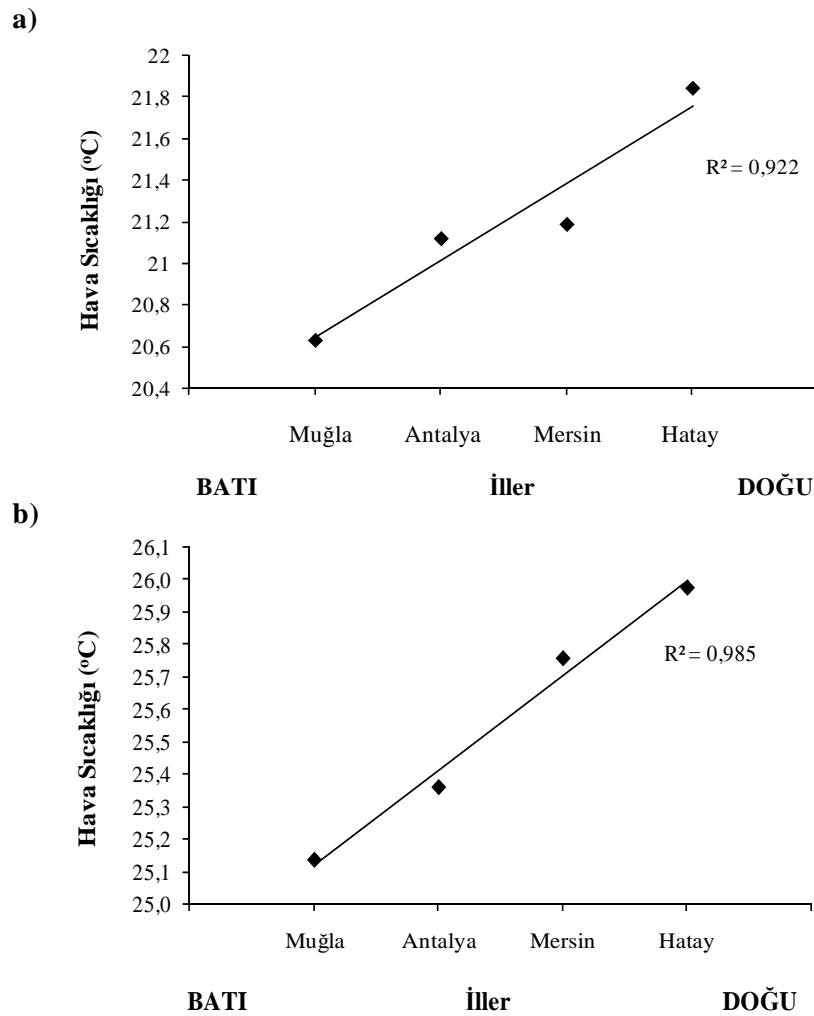 a)
22
21,8
21,6
21,4
21,2
21
20,8
20,6
20,4
Hava Sıcaklığı (ºC)
R² = 0,922
Muğla Antalya Mersin Hatay
BATI İller DOĞU
b)
26,1
26,0
25,9
25,8
25,7
25,6
25,5
25,4
25,3
25,2
25,1
25,0
Hava Sıcaklığı (ºC)
R² = 0,985
Muğla Antalya Mersin Hatay
BATI İller DOĞU